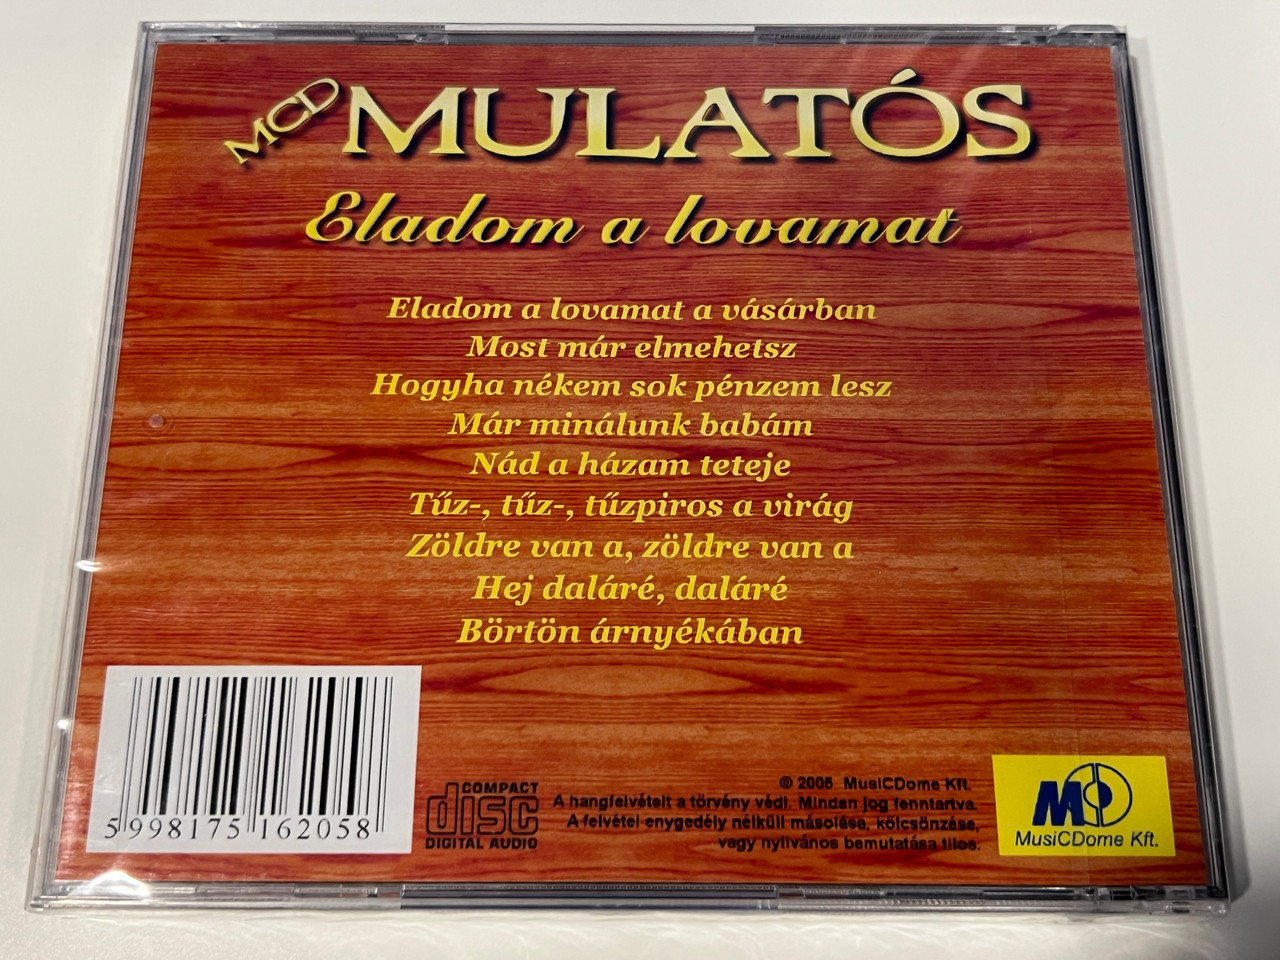 MCD MULATÓS
Eladom a lovamat
Eladom a lovamat a vásárban
Most már elmehetsz
Hogyha nékem sok pénzem lesz
Már minálunk babám
Nád a házam teteje
Tűz-, tűz-, tűzpiros a virág
Zöldre van a, zöldre van a
Hej daláré, daláré
Börtön árnyékában
5 998175 162058
COMPACT
disc
DIGITAL AUDIO
© 2005 MusiCDome Kft.
A hangfelvételt a törvény védi. Minden jog fenntartva.
A felvétel enygedély nélküli másolása, kölcsönzése,
vagy nyilvános bemutatása tilos.
MCD
MusiCDome Kft.